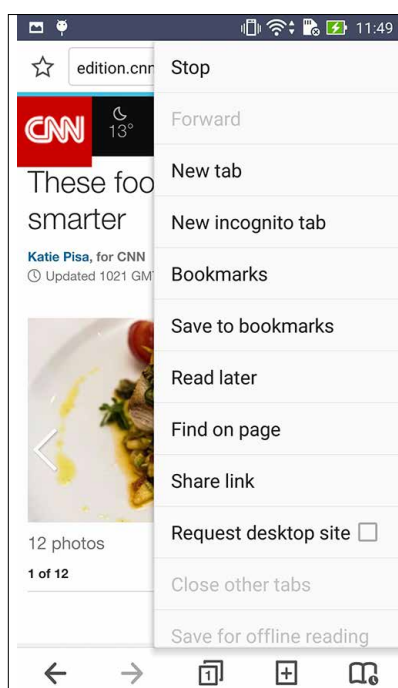 11:49
edition.cnn
CNN
13°
These foo
smarter
Katie Pisa, for CNN
Updated 1021 GM
12 photos
1 of 12
Stop
Forward
New tab
New incognito tab
Bookmarks
Save to bookmarks
Read later
Find on page
Share link
Request desktop site
Close other tabs
Save for offline reading
1